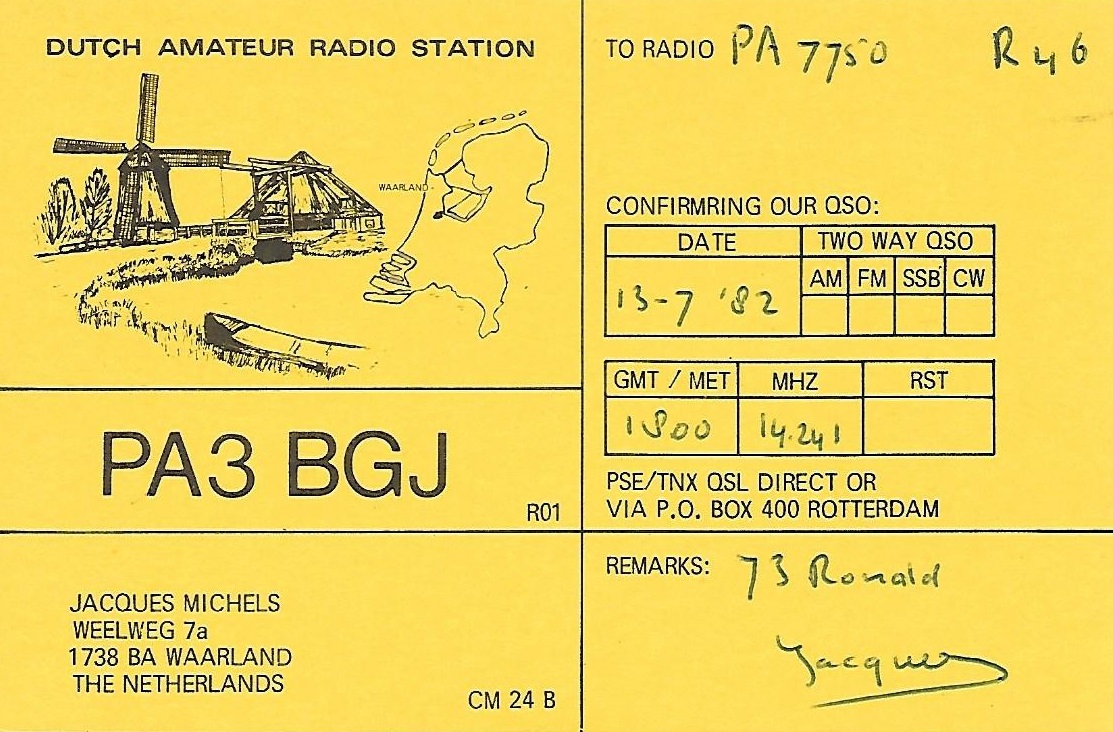 DUTCH AMATEUR RADIO STATION
WAARLAND
PA3 BGJ
R01
JACQUES MICHELS
WEELWEG 7a
1738 BA WAARLAND
THE NETHERLANDS
CM 24 B
TO RADIO PA 7750 R 46
CONFIRMRING OUR QSO:
DATE TWO WAY QSO
AM FM SSB CW
13-7 '82
GMT / MET MHZ RST
1800 14.241
PSE/TNX QSL DIRECT OR
VIA P.O. BOX 400 ROTTERDAM
REMARKS: 73 Ronald
Jacques